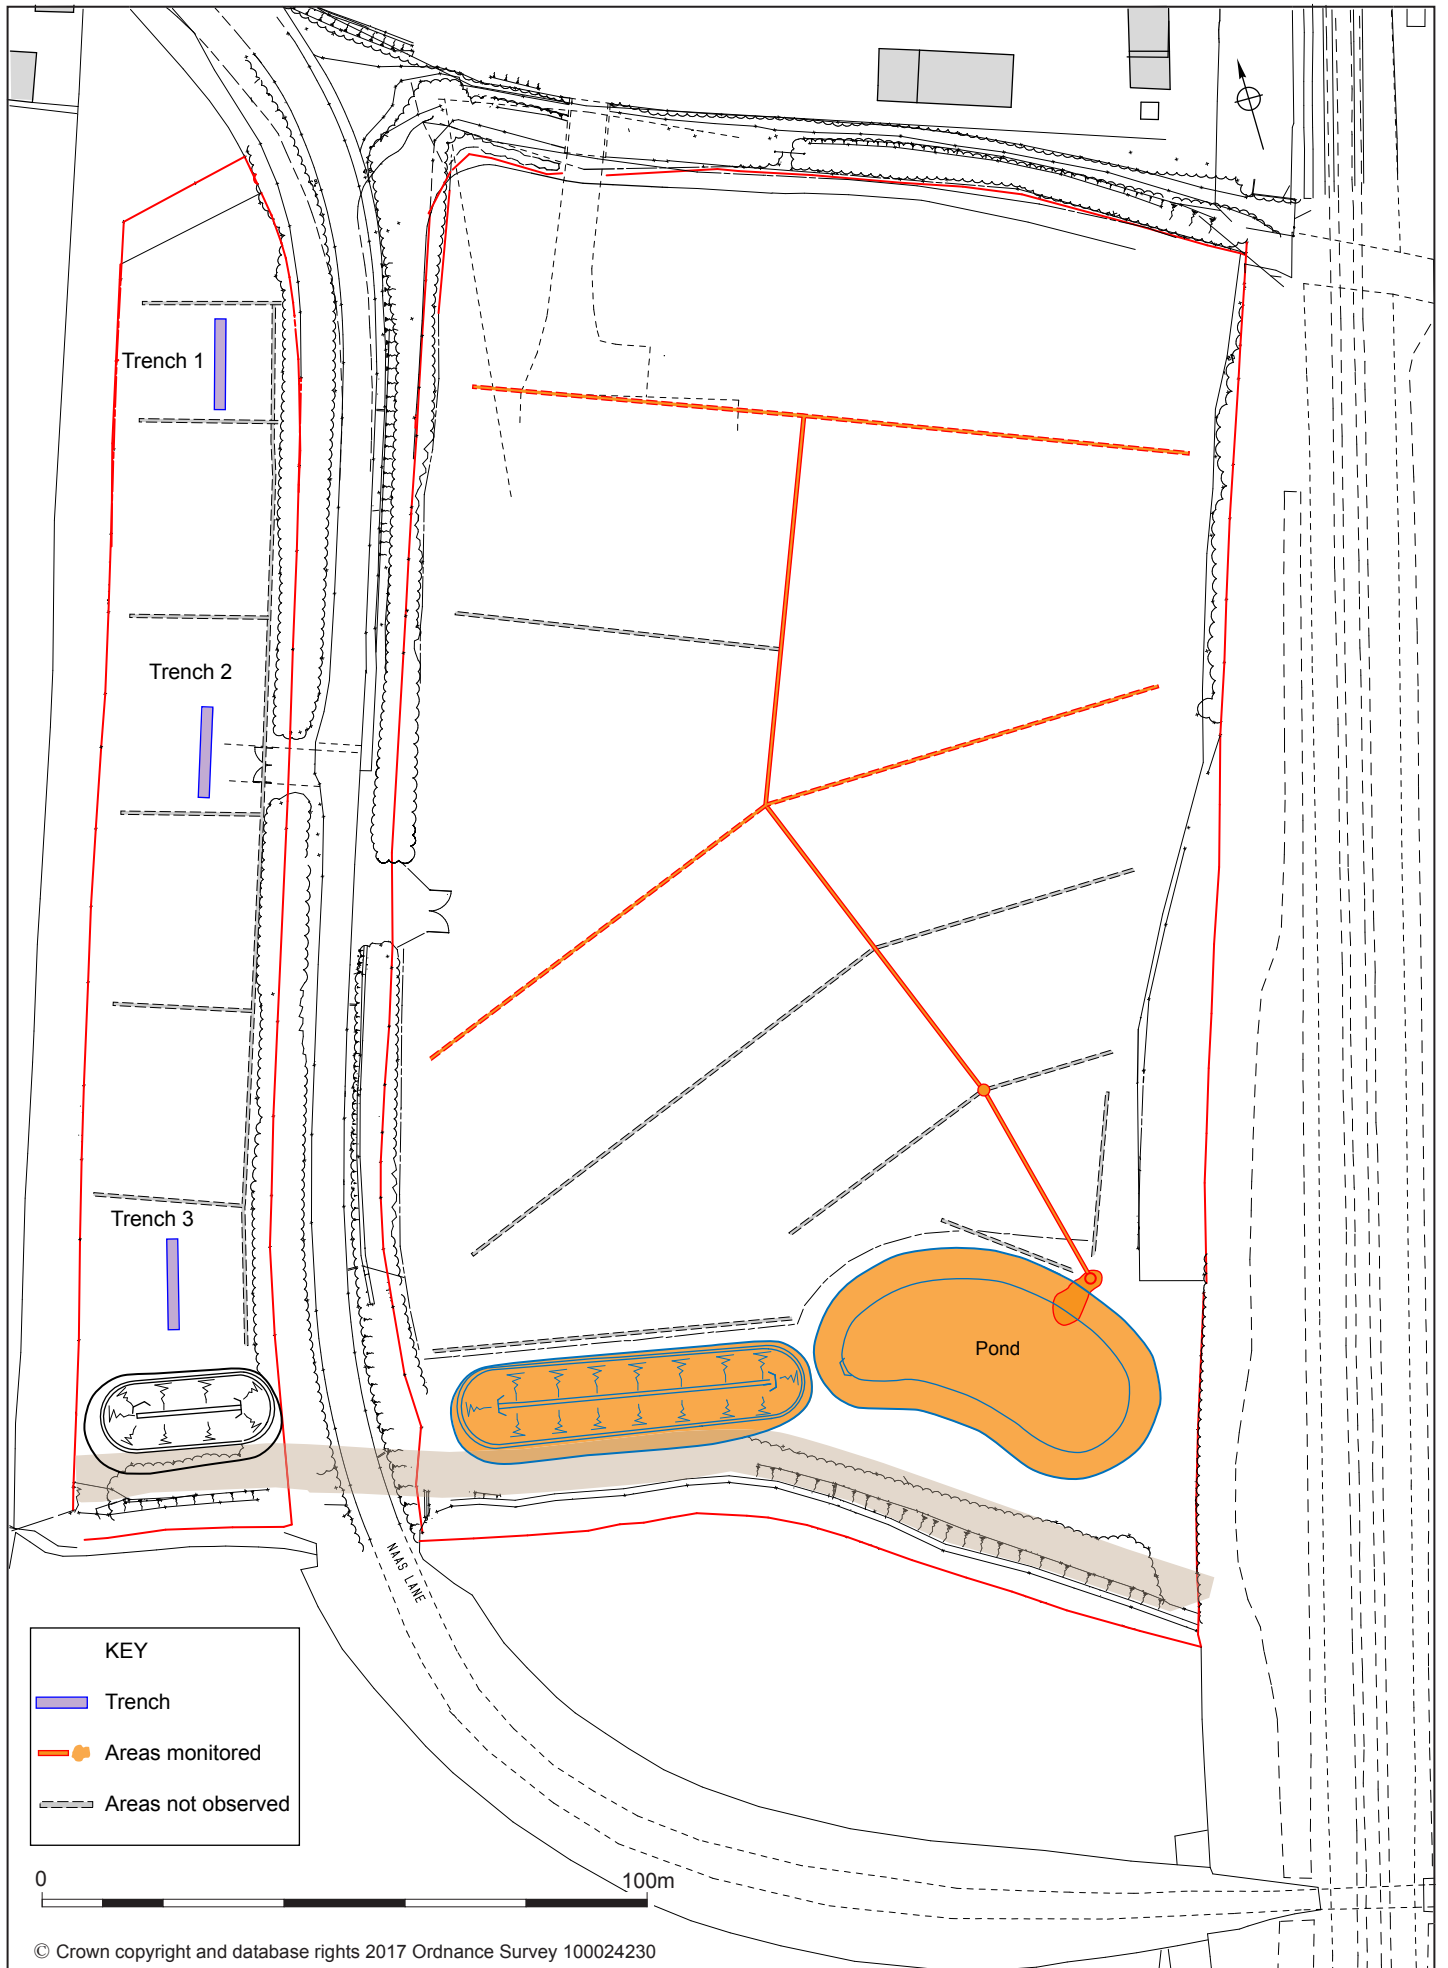 Trench 1
Trench 2
Trench 3
Pond
NAAS LANE
KEY
Trench
Areas monitored
Areas not observed
0 100m
© Crown copyright and database rights 2017 Ordnance Survey 100024230